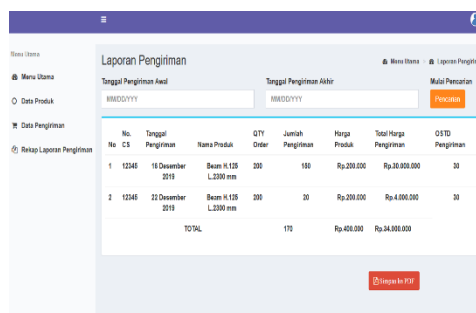 Menu Utama
Menu Utama
Data Produk
Data Pengiriman
Rekap Laporan Pengiriman
Laporan Pengiriman
Menu Utama > Laporan Pengiri
Tanggal Pengiriman Awal Tanggal Pengiriman Akhir Mulai Pencarian
MM/DD/YYY MM/DD/YYY Pencarian
No No. CS Tanggal Pengiriman Nama Produk QTY Order Jumlah Pengiriman Harga Produk Total Harga Pengiriman OSTD Pengiriman
1 12345 16 Desember 2019 Beam H.125 L.2300 mm 200 150 Rp.200.000 Rp.30.000.000 30
2 12345 22 Desember 2019 Beam H.125 L.2300 mm 200 20 Rp.200.000 Rp.4.000.000 30
TOTAL 170 Rp.400.000 Rp.34.000.000
Simpan ke PDF